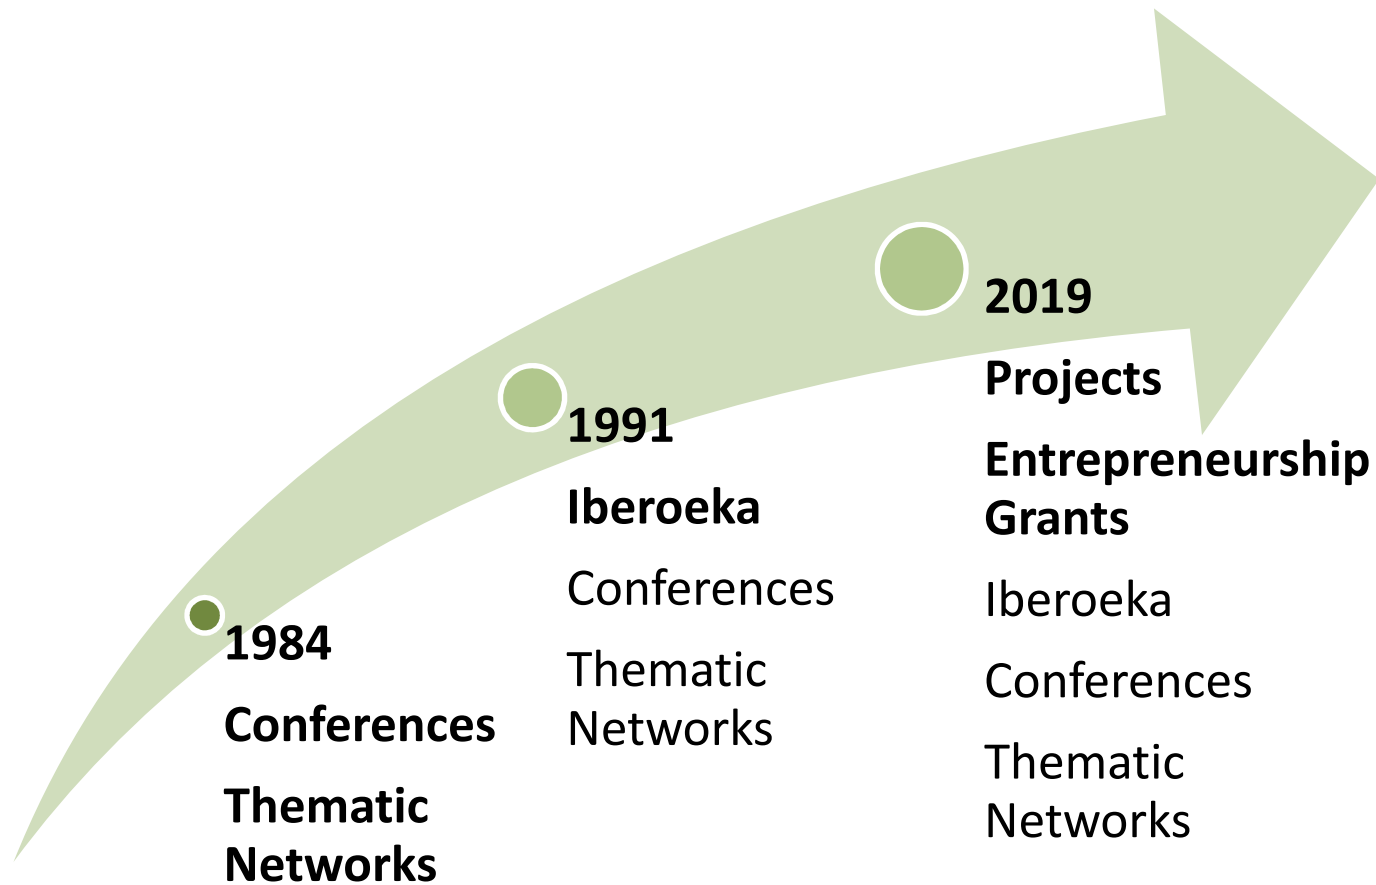 1984
Conferences
Thematic
Networks
1991
Iberoeka
Conferences
Thematic
Networks
2019
Projects
Entrepreneurship
Grants
Iberoeka
Conferences
Thematic
Networks